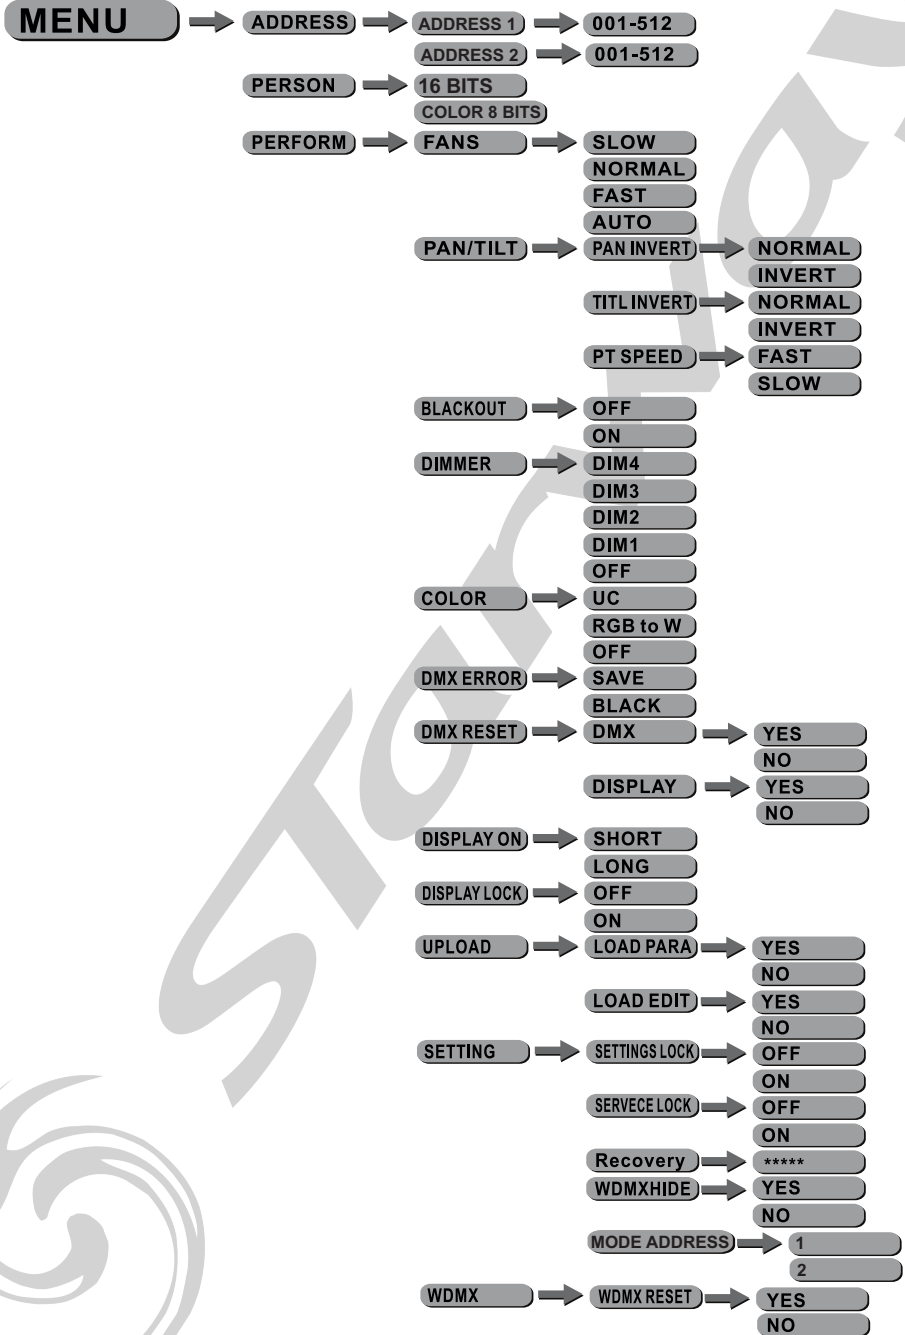 MENU ADDRESS ADDRESS 1 001-512
ADDRESS 2 001-512
PERSON 16 BITS
COLOR 8 BITS
PERFORM FANS SLOW
NORMAL
FAST
AUTO
PAN/TILT PAN INVERT NORMAL
INVERT
TITL INVERT NORMAL
INVERT
PT SPEED FAST
SLOW
BLACKOUT OFF
ON
DIMMER DIM4
DIM3
DIM2
DIM1
OFF
COLOR UC
RGB to W
OFF
DMX ERROR SAVE
BLACK
DMX RESET DMX YES
NO
DISPLAY YES
NO
DISPLAY ON SHORT
LONG
DISPLAY LOCK OFF
ON
UPLOAD LOAD PARA YES
NO
LOAD EDIT YES
NO
SETTING SETTINGS LOCK OFF
ON
SERVECE LOCK OFF
ON
Recovery *****
WDMXHIDE YES
NO
MODE ADDRESS 1
2
WDMX WDMX RESET YES
NO